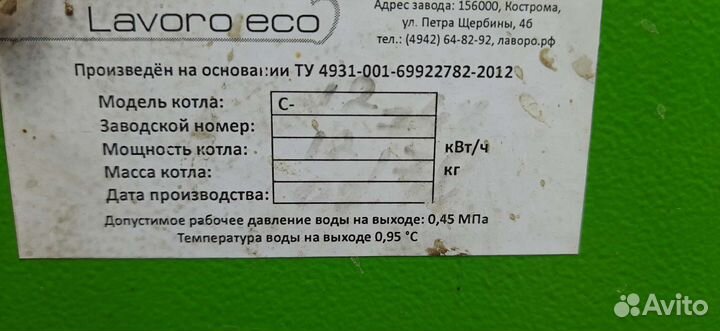 Lavoro eco
Адрес завода: 156000, Кострома,
ул. Петра Щербины, 4б
тел.: (4942) 64-82-92, лаворо.рф
Произведён на основании ТУ 4931-001-69922782-2012
Модель котла: С- 12
Заводской номер:
Мощность котла: кВт/ч
Масса котла: кг
Дата производства:
Допустимое рабочее давление воды на выходе: 0,45 МПа
Температура воды на выходе 0,95 °С
Avito